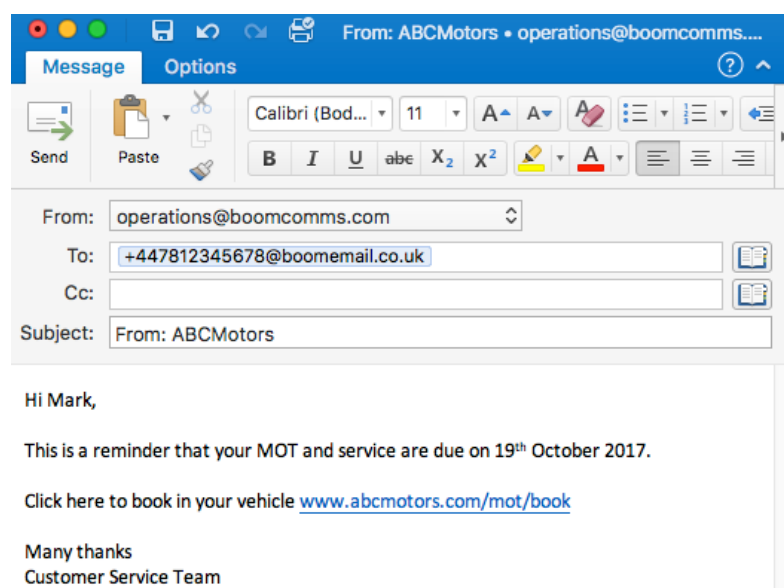 From: ABCMotors • operations@boomcomms....
Message Options
Calibri (Bod... 11 A A
Send Paste B I U abc X2 X² A
From: operations@boomcomms.com
To: +447812345678@boomemail.co.uk
Cc:
Subject: From: ABCMotors
Hi Mark,
This is a reminder that your MOT and service are due on 19th October 2017.
Click here to book in your vehicle www.abcmotors.com/mot/book
Many thanks
Customer Service Team